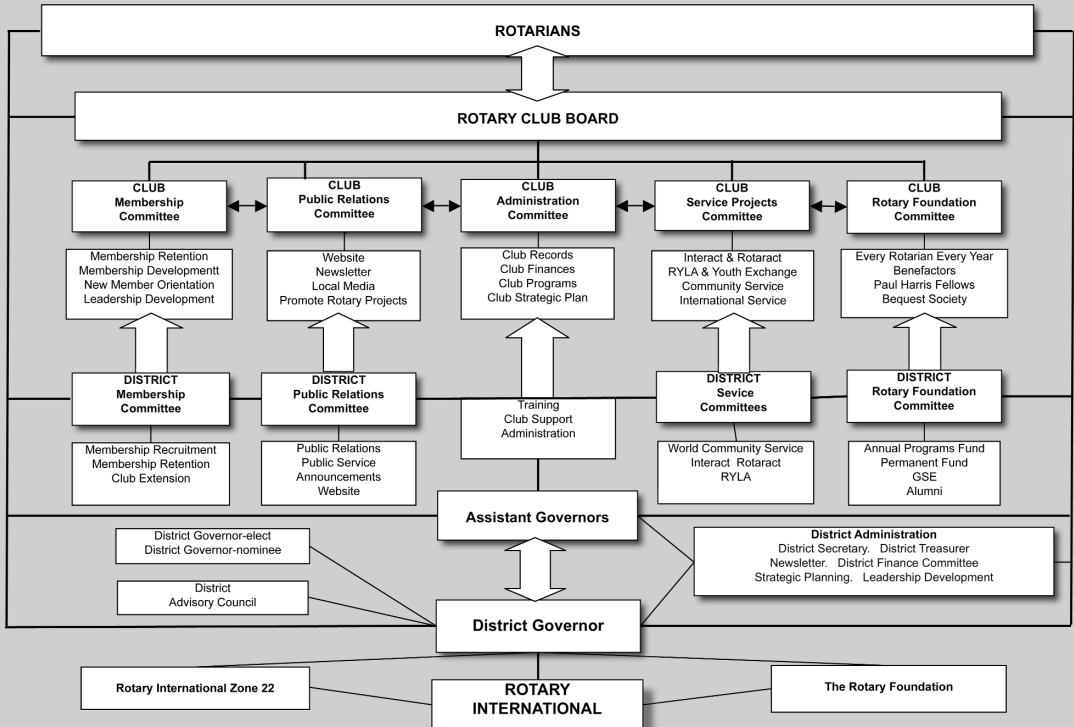 ROTARIANS
ROTARY CLUB BOARD
CLUB
Membership
Committee
CLUB
Public Relations
Committee
CLUB
Administration
Committee
CLUB
Service Projects
Committee
CLUB
Rotary Foundation
Committee
Membership Retention
Membership Developmentt
New Member Orientation
Leadership Development
Website
Newsletter
Local Media
Promote Rotary Projects
Club Records
Club Finances
Club Programs
Club Strategic Plan
Interact & Rotaract
RYLA & Youth Exchange
Community Service
International Service
Every Rotarian Every Year
Benefactors
Paul Harris Fellows
Bequest Society
DISTRICT
Membership
Committee
DISTRICT
Public Relations
Committee
Training
Club Support
Administration
DISTRICT
Sevice
Committees
DISTRICT
Rotary Foundation
Committee
Membership Recruitment
Membership Retention
Club Extension
Public Relations
Public Service
Announcements
Website
World Community Service
Interact Rotaract
RYLA
Annual Programs Fund
Permanent Fund
GSE
Alumni
Assistant Governors
District Governor-elect
District Governor-nominee
District Administration
District Secretary. District Treasurer
Newsletter. District Finance Committee
Strategic Planning. Leadership Development
District
Advisory Council
District Governor
Rotary International Zone 22
ROTARY
INTERNATIONAL
The Rotary Foundation